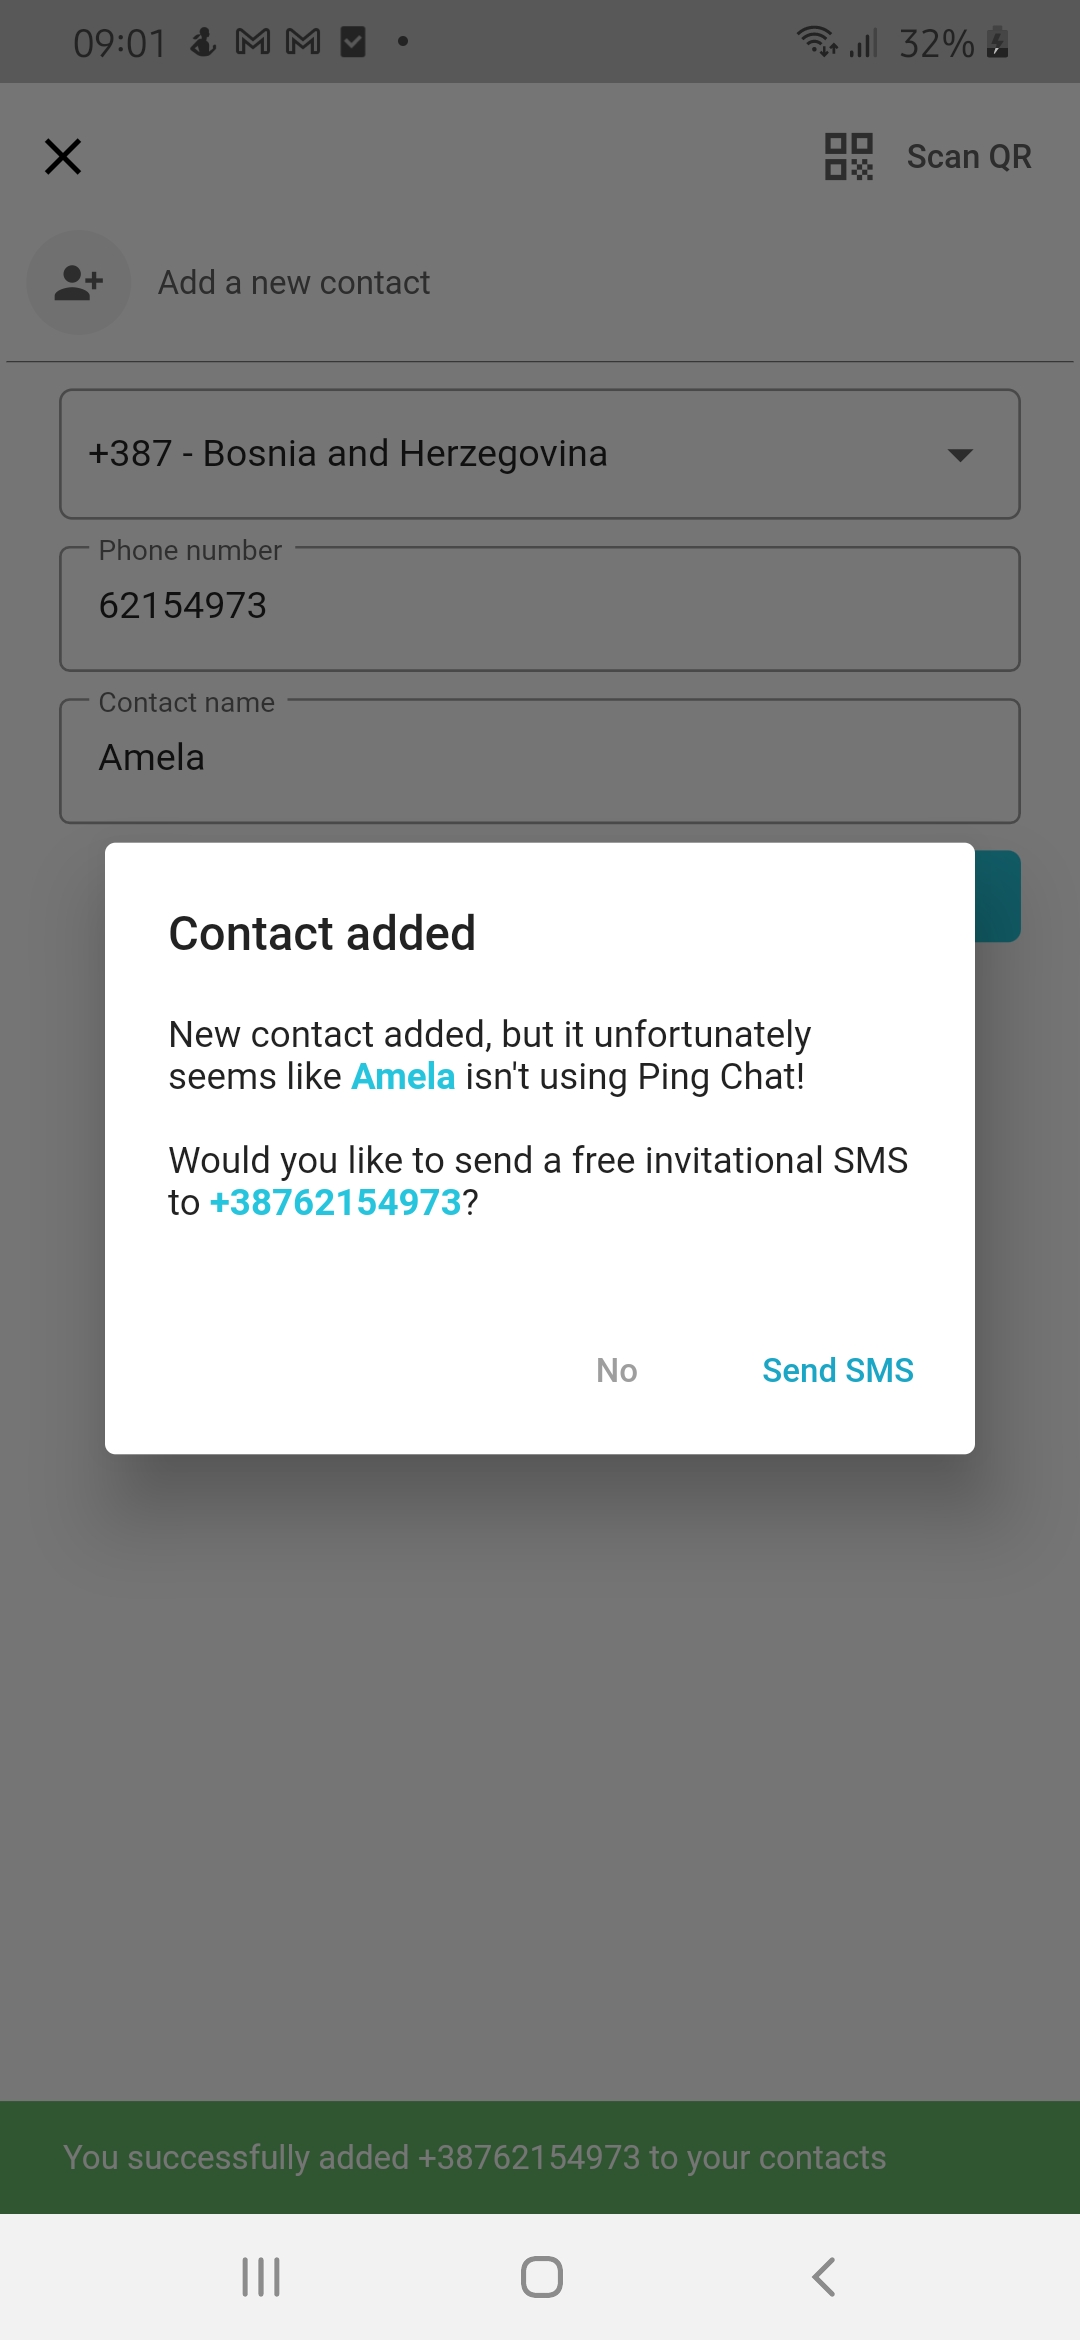 09:01
32%
Scan QR
Add a new contact
+387 - Bosnia and Herzegovina
Phone number
62154973
Contact name
Amela
Contact added
New contact added, but it unfortunately
seems like Amela isn't using Ping Chat!
Would you like to send a free invitational SMS
to +38762154973?
No
Send SMS
You successfully added +38762154973 to your contacts